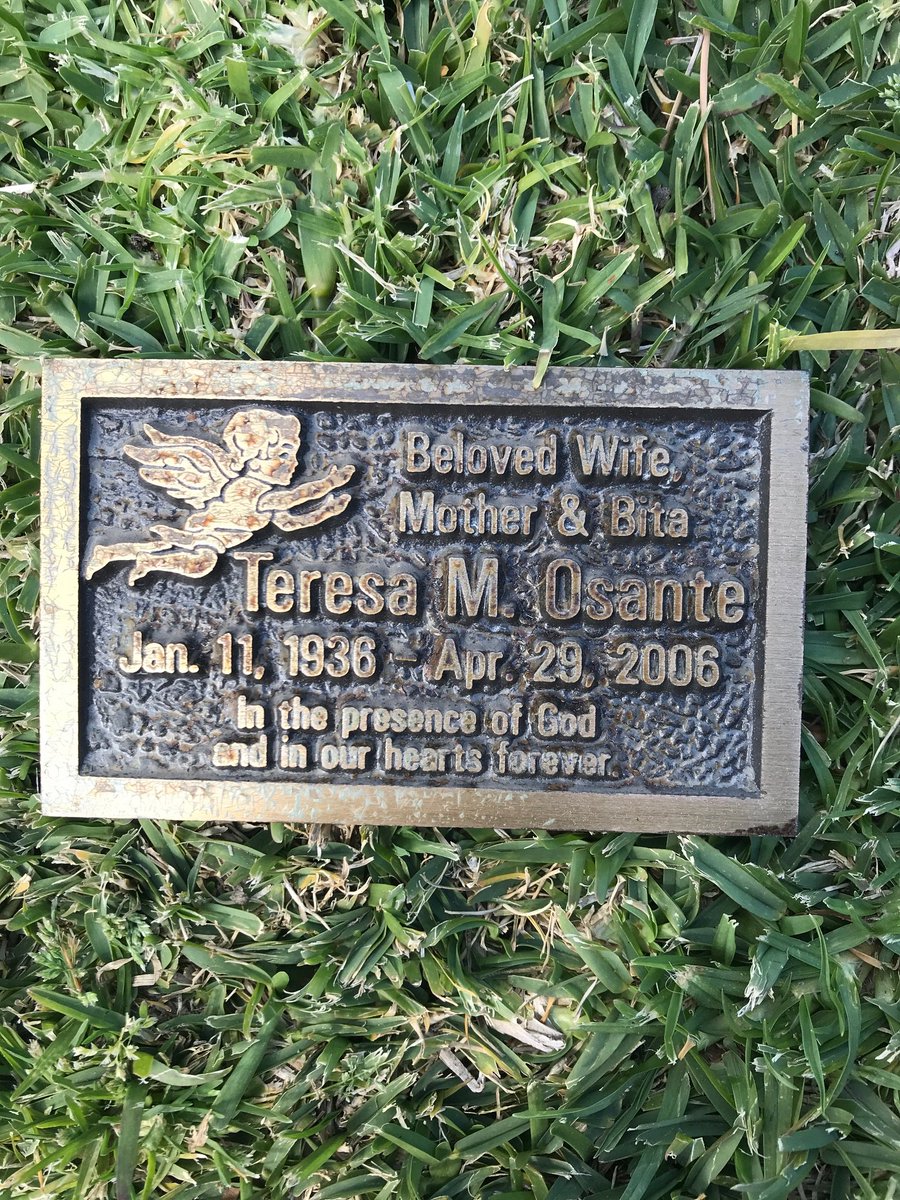 Beloved Wife,
Mother & Bita
Teresa M. Osante
Jan. 11, 1936 - Apr. 29, 2006
In the presence of God
and in our hearts forever.